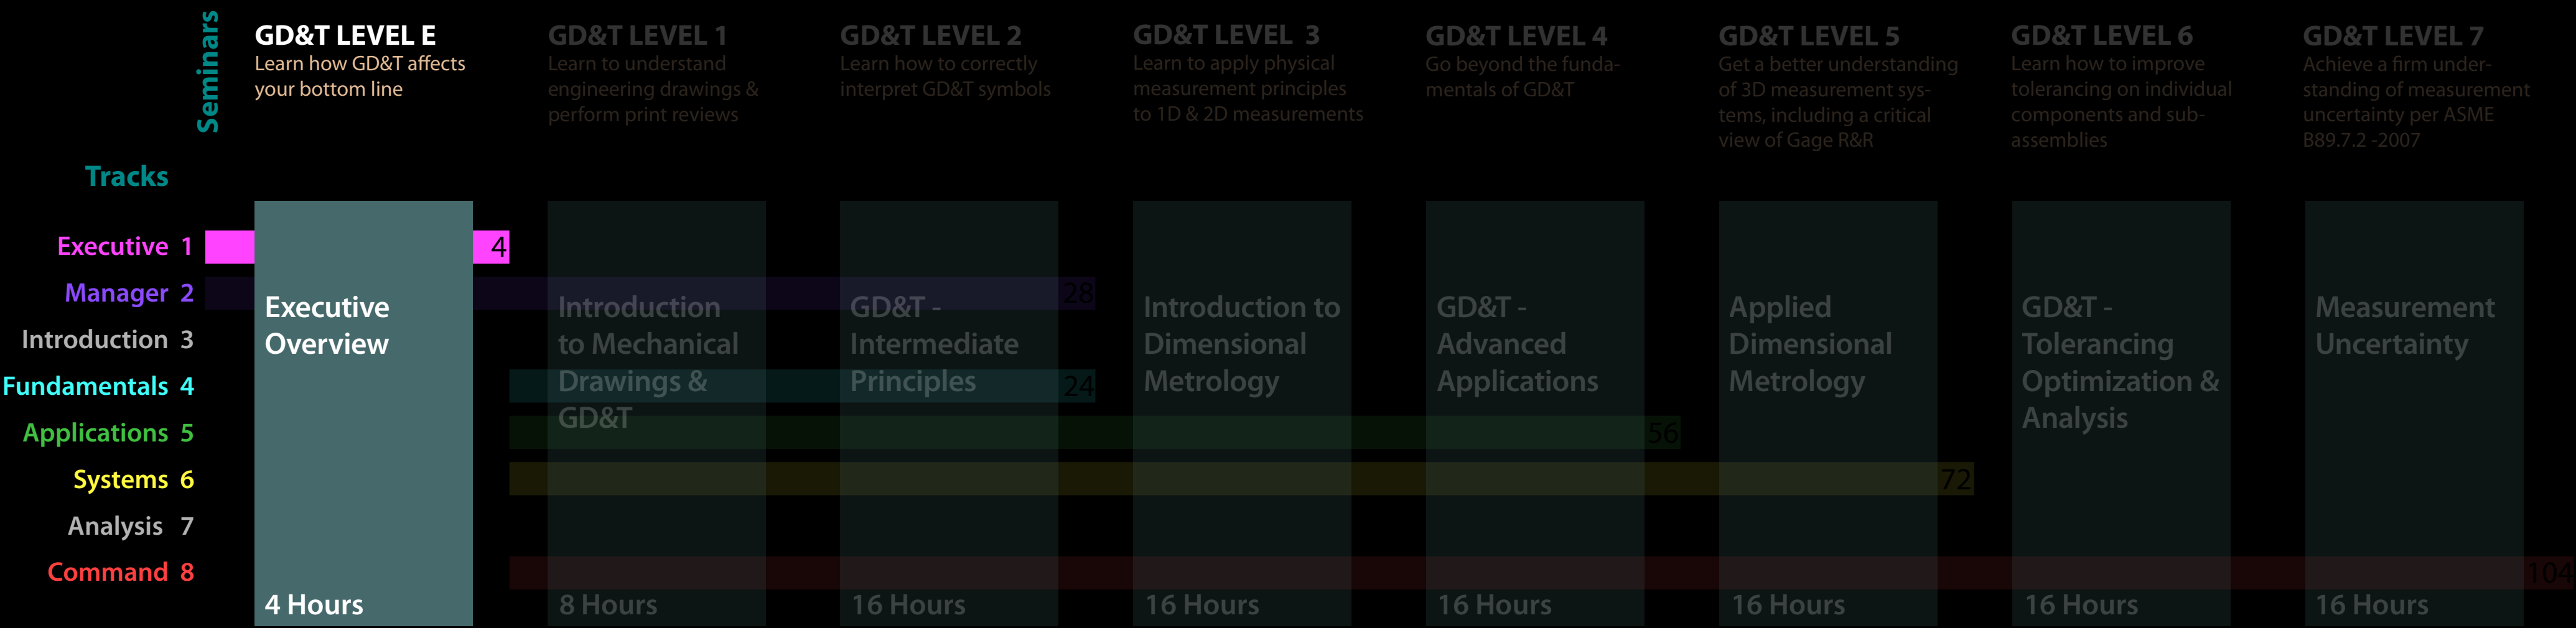 Seminars
GD&T LEVEL E
Learn how GD&T affects
your bottom line
GD&T LEVEL 1
Learn to understand
engineering drawings &
perform print reviews
GD&T LEVEL 2
Learn how to correctly
interpret GD&T symbols
GD&T LEVEL 3
Learn to apply physical
measurement principles
to 1D & 2D measurements
GD&T LEVEL 4
Go beyond the funda-
mentals of GD&T
GD&T LEVEL 5
Get a better understanding
of 3D measurement sys-
tems, including a critical
view of Gage R&R
GD&T LEVEL 6
Learn how to improve
tolerancing on individual
components and sub-
assemblies
GD&T LEVEL 7
Achieve a firm under-
standing of measurement
uncertainty per ASME
B89.7.2 -2007
Tracks
Executive 1
4
Manager 2
28
Introduction 3
Fundamentals 4
24
Applications 5
56
Systems 6
72
Analysis 7
Command 8
104
Executive
Overview
4 Hours
Introduction
to Mechanical
Drawings &
GD&T
8 Hours
GD&T -
Intermediate
Principles
16 Hours
Introduction to
Dimensional
Metrology
16 Hours
GD&T -
Advanced
Applications
16 Hours
Applied
Dimensional
Metrology
16 Hours
GD&T -
Tolerancing
Optimization &
Analysis
16 Hours
Measurement
Uncertainty
16 Hours